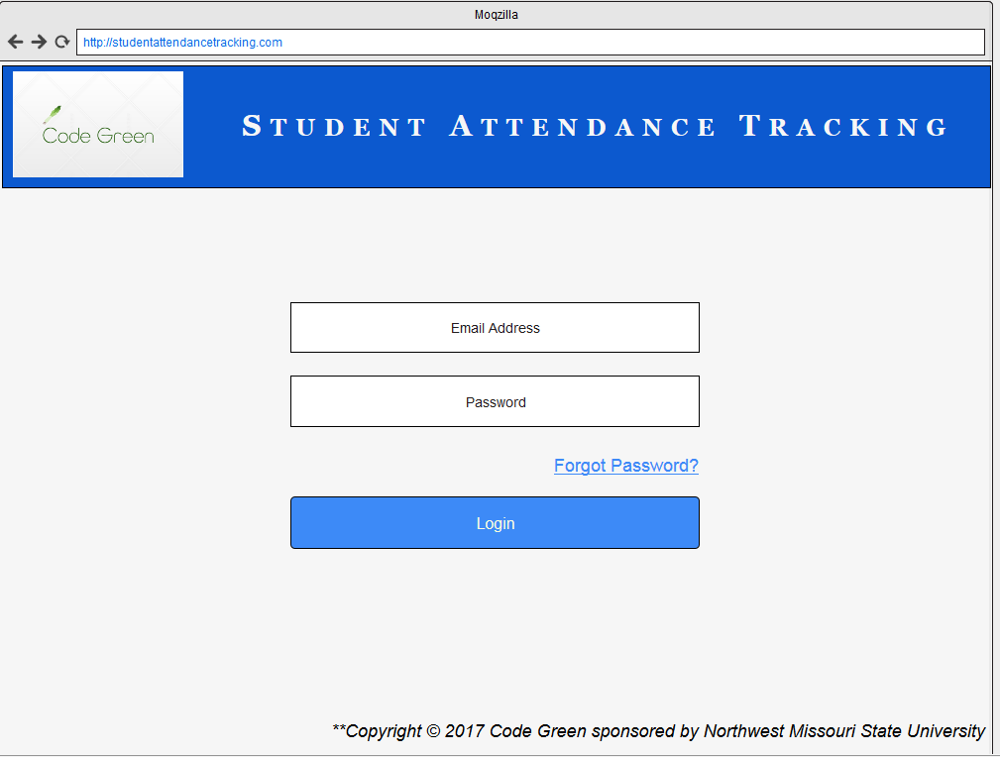 Moqzilla
http://studentattendancetracking.com
Code Green
STUDENT ATTENDANCE TRACKING
Email Address
Password
Forgot Password?
Login
**Copyright © 2017 Code Green sponsored by Northwest Missouri State University